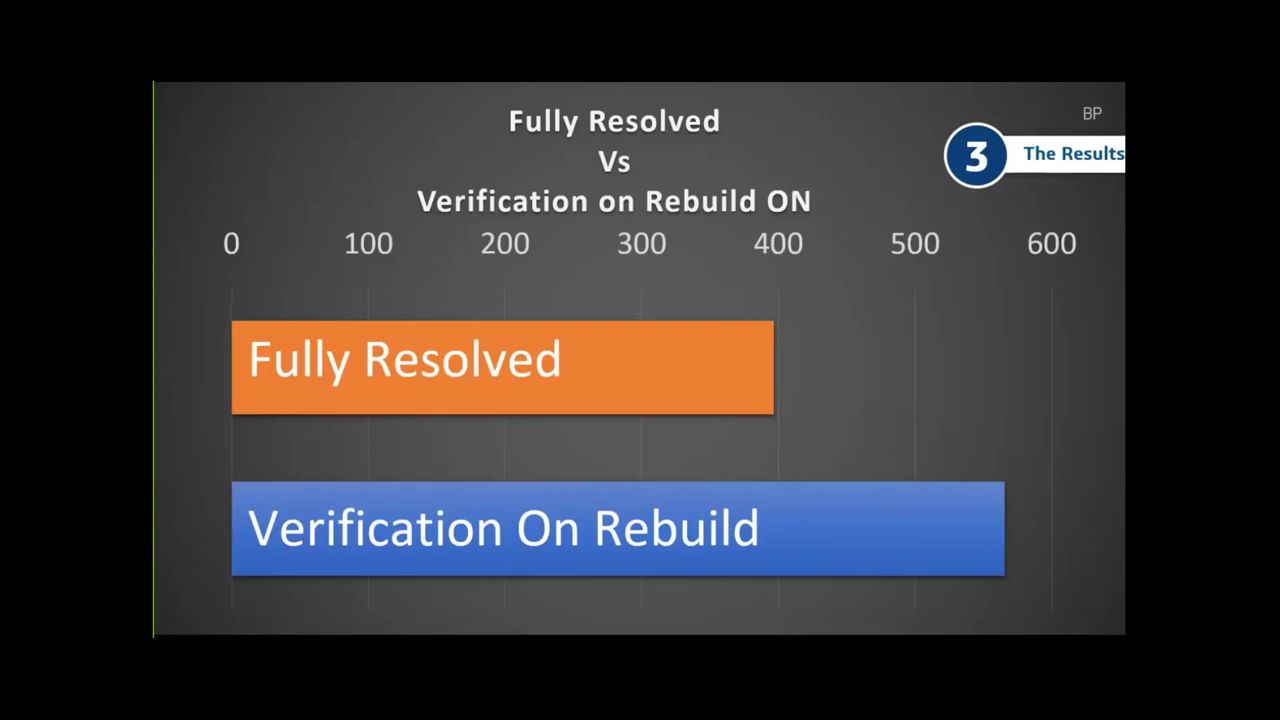 Fully Resolved
Vs
Verification on Rebuild ON
BP
3 The Results
0 100 200 300 400 500 600
Fully Resolved
Verification On Rebuild